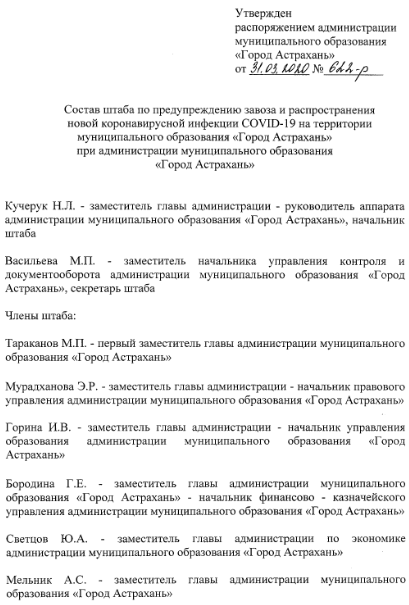 Утвержден
распоряжением администрации
муниципального образования
«Город Астрахань»
от 31.03.2020 № 622-р
Состав штаба по предупреждению завоза и распространения
новой коронавирусной инфекции COVID-19 на территории
муниципального образования «Город Астрахань»
при администрации муниципального образования
«Город Астрахань»
Кучерук Н.Л. - заместитель главы администрации - руководитель аппарата
администрации муниципального образования «Город Астрахань», начальник
штаба
Васильева М.П. - заместитель начальника управления контроля и
документооборота администрации муниципального образования «Город
Астрахань», секретарь штаба
Члены штаба:
Тараканов М.П. - первый заместитель главы администрации муниципального
образования «Город Астрахань»
Мурадханова Э.Р. - заместитель главы администрации - начальник правового
управления администрации муниципального образования «Город Астрахань»
Горина И.В. - заместитель главы администрации - начальник управления
образования администрации муниципального образования «Город
Астрахань»
Бородина Г.Е. - заместитель главы администрации муниципального
образования «Город Астрахань» - начальник финансово - казначейского
управления администрации муниципального образования «Город Астрахань»
Светцов Ю.А. - заместитель главы администрации по экономике
администрации муниципального образования «Город Астрахань»
Мельник А.С. - заместитель главы администрации муниципального
образования «Город Астрахань»